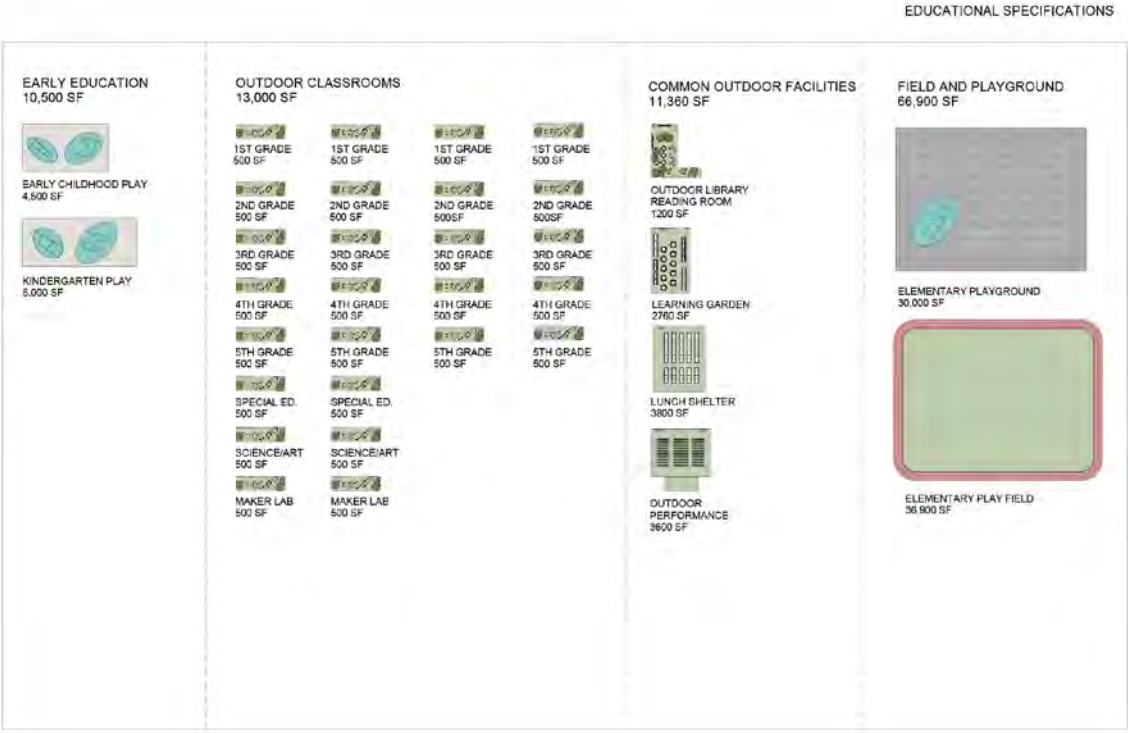 EDUCATIONAL SPECIFICATIONS
EARLY EDUCATION
10,500 SF
EARLY CHILDHOOD PLAY
4,500 SF
KINDERGARTEN PLAY
6,000 SF
OUTDOOR CLASSROOMS
13,000 SF
1ST GRADE 1ST GRADE 1ST GRADE 1ST GRADE
500 SF 500 SF 500 SF 500 SF
2ND GRADE 2ND GRADE 2ND GRADE 2ND GRADE
500 SF 500 SF 500SF 500SF
3RD GRADE 3RD GRADE 3RD GRADE 3RD GRADE
500 SF 500 SF 500 SF 500 SF
4TH GRADE 4TH GRADE 4TH GRADE 4TH GRADE
500 SF 500 SF 500 SF 500 SF
5TH GRADE 5TH GRADE 5TH GRADE 5TH GRADE
500 SF 500 SF 500 SF 500 SF
SPECIAL ED. SPECIAL ED.
500 SF 500 SF
SCIENCE/ART SCIENCE/ART
500 SF 500 SF
MAKER LAB MAKER LAB
500 SF 500 SF
COMMON OUTDOOR FACILITIES
11,360 SF
OUTDOOR LIBRARY
READING ROOM
1200 SF
LEARNING GARDEN
2760 SF
LUNCH SHELTER
3800 SF
OUTDOOR
PERFORMANCE
3600 SF
FIELD AND PLAYGROUND
66,900 SF
ELEMENTARY PLAYGROUND
30,000 SF
ELEMENTARY PLAY FIELD
36,900 SF